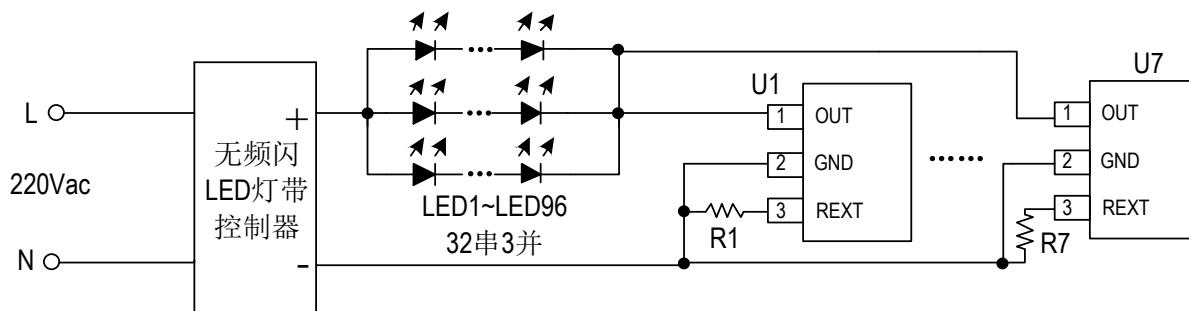 L
220Vac
N
+
无频闪
LED灯带
控制器
-
LED1~LED96
32串3并
U1
1 OUT
2 GND
3 REXT
R1
······
U7
1 OUT
2 GND
3 REXT
R7